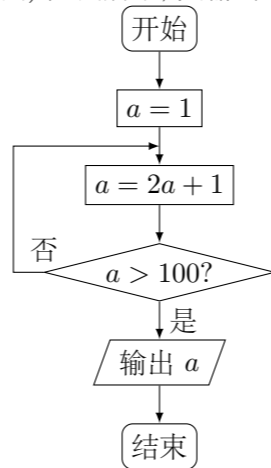 开始
a = 1
a = 2a + 1
否
a > 100?
是
输出 a
结束